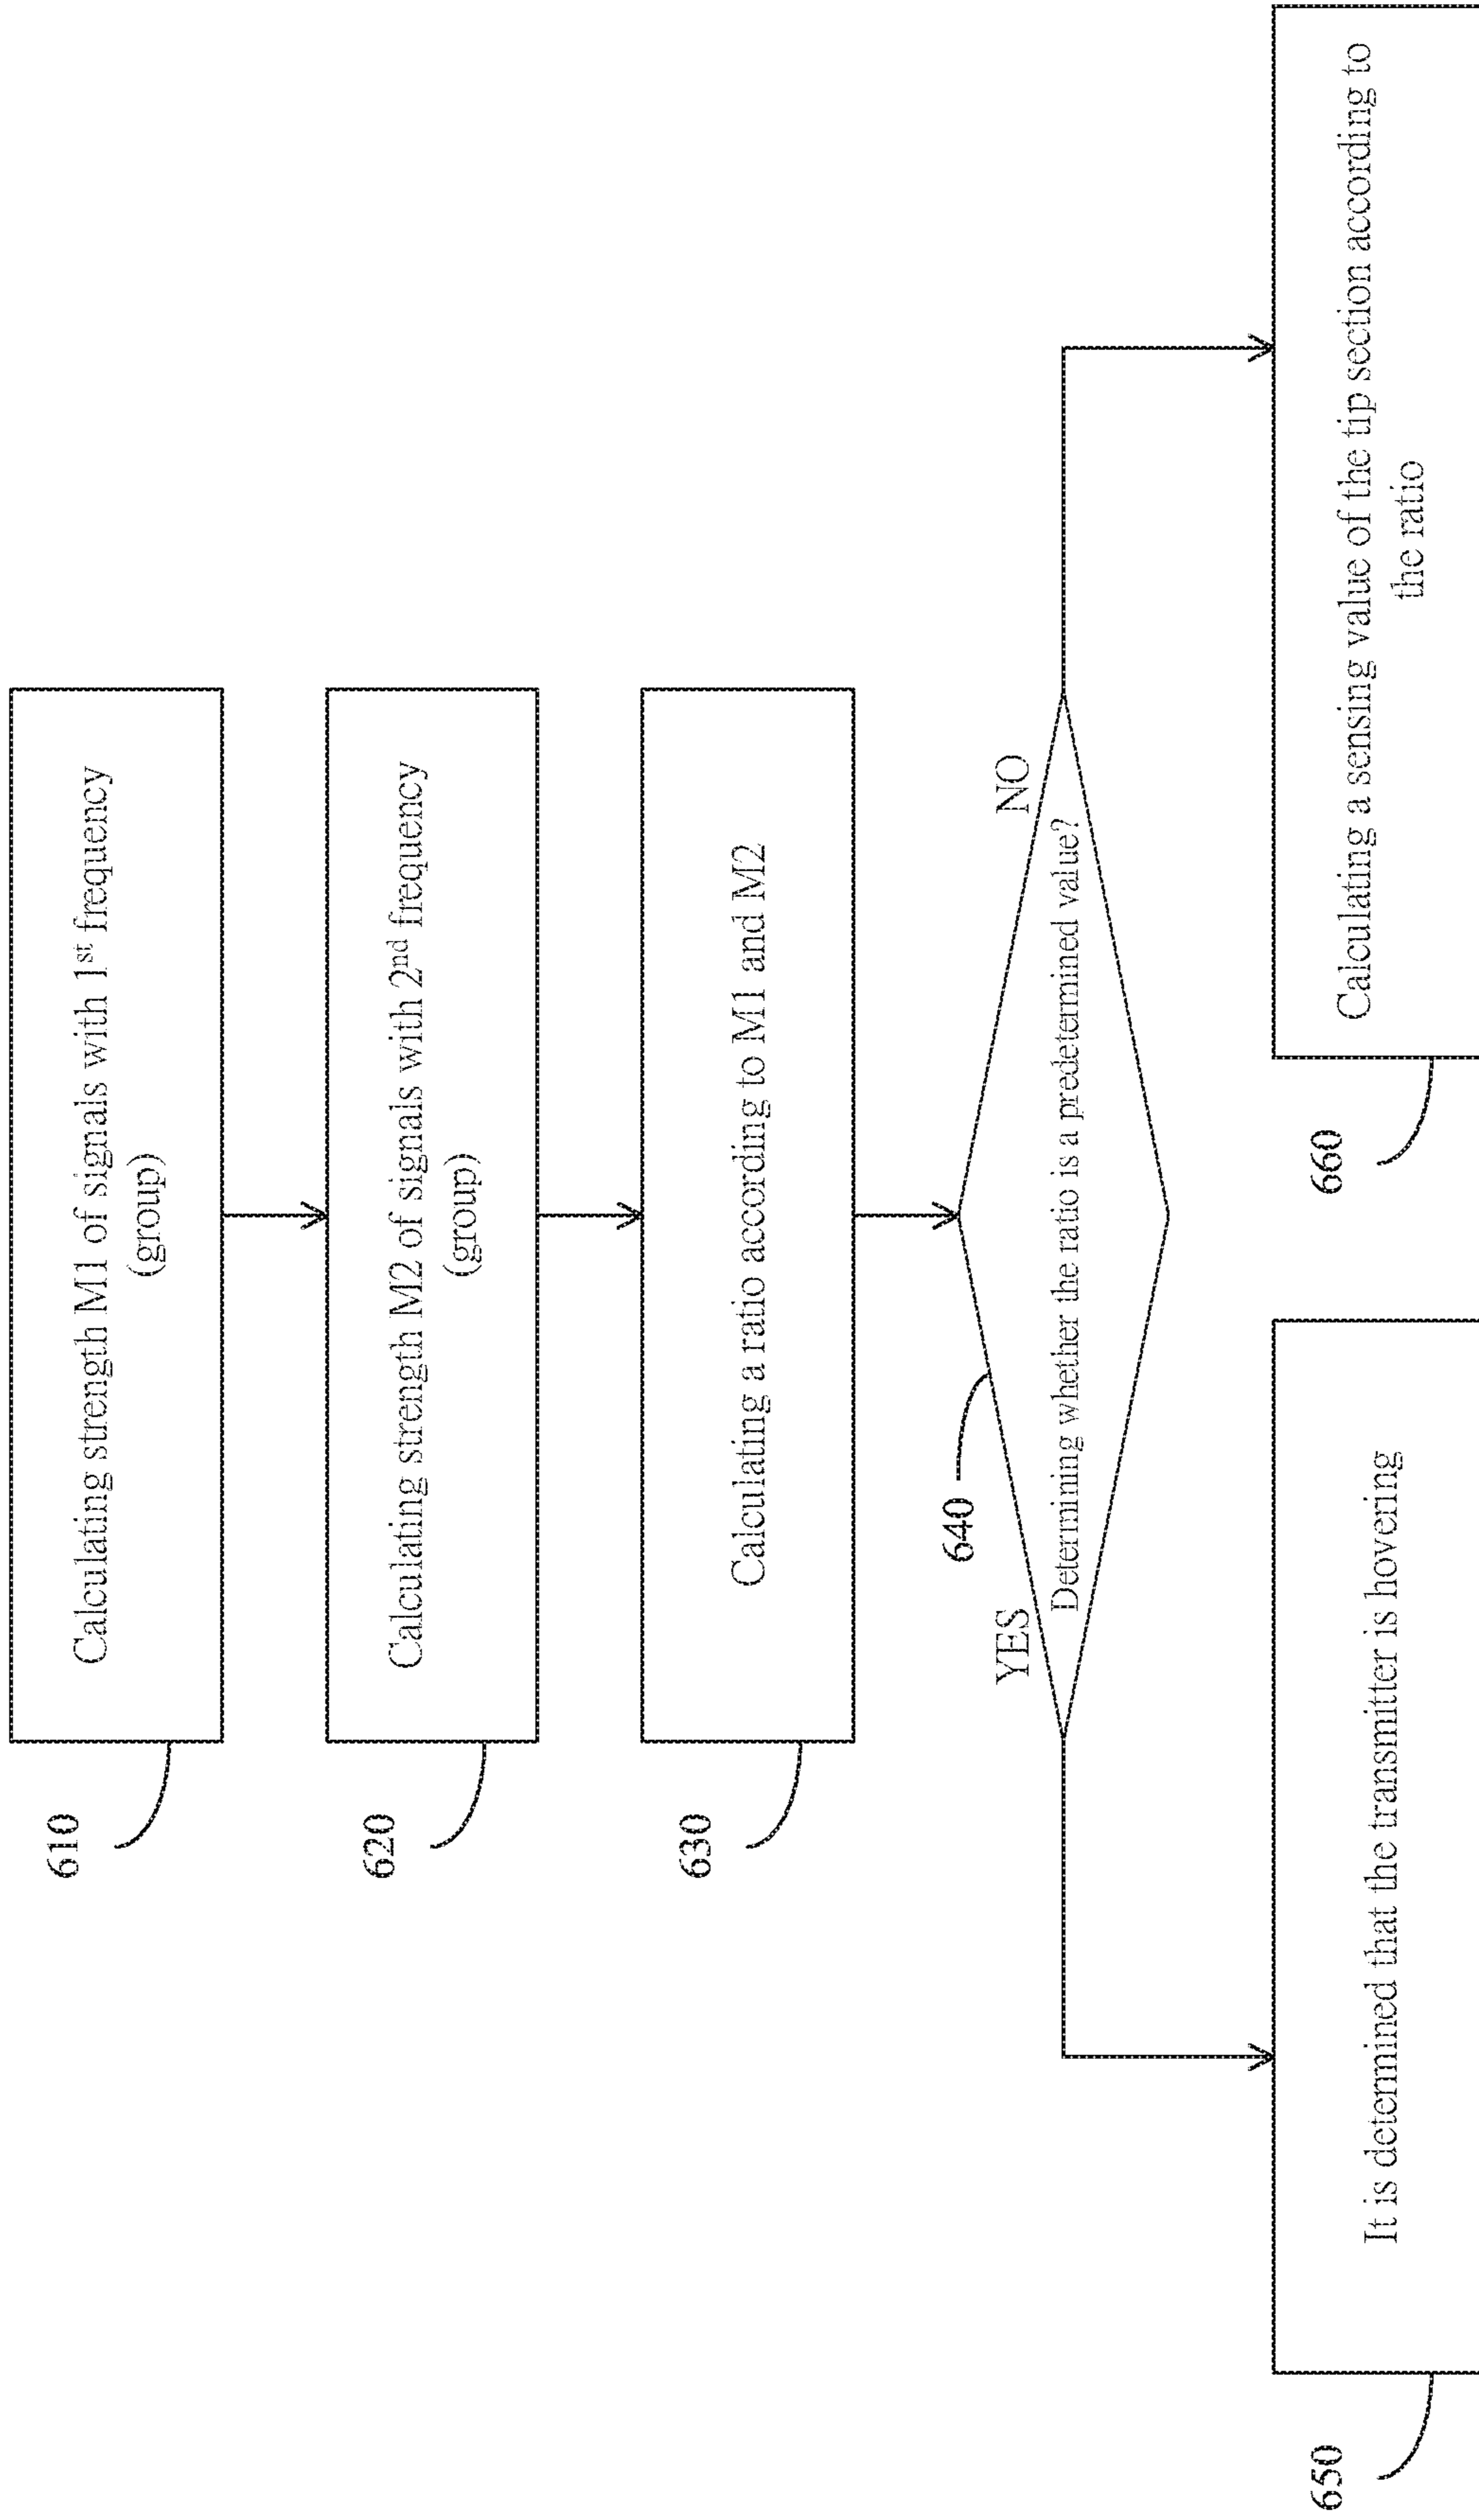 610
Calculating strength M1 of signals with 1st frequency
(group)
620
Calculating strength M2 of signals with 2nd frequency
(group)
630
Calculating a ratio according to M1 and M2
640
YES
NO
Determining whether the ratio is a predetermined value?
650
It is determined that the transmitter is hovering
660
Calculating a sensing value of the tip section according to
the ratio